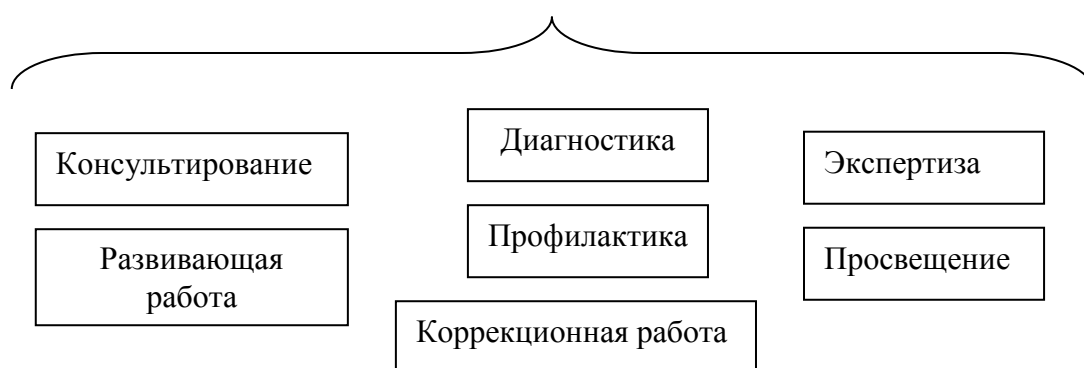 Консультирование
Развивающая
работа
Диагностика
Профилактика
Коррекционная работа
Экспертиза
Просвещение